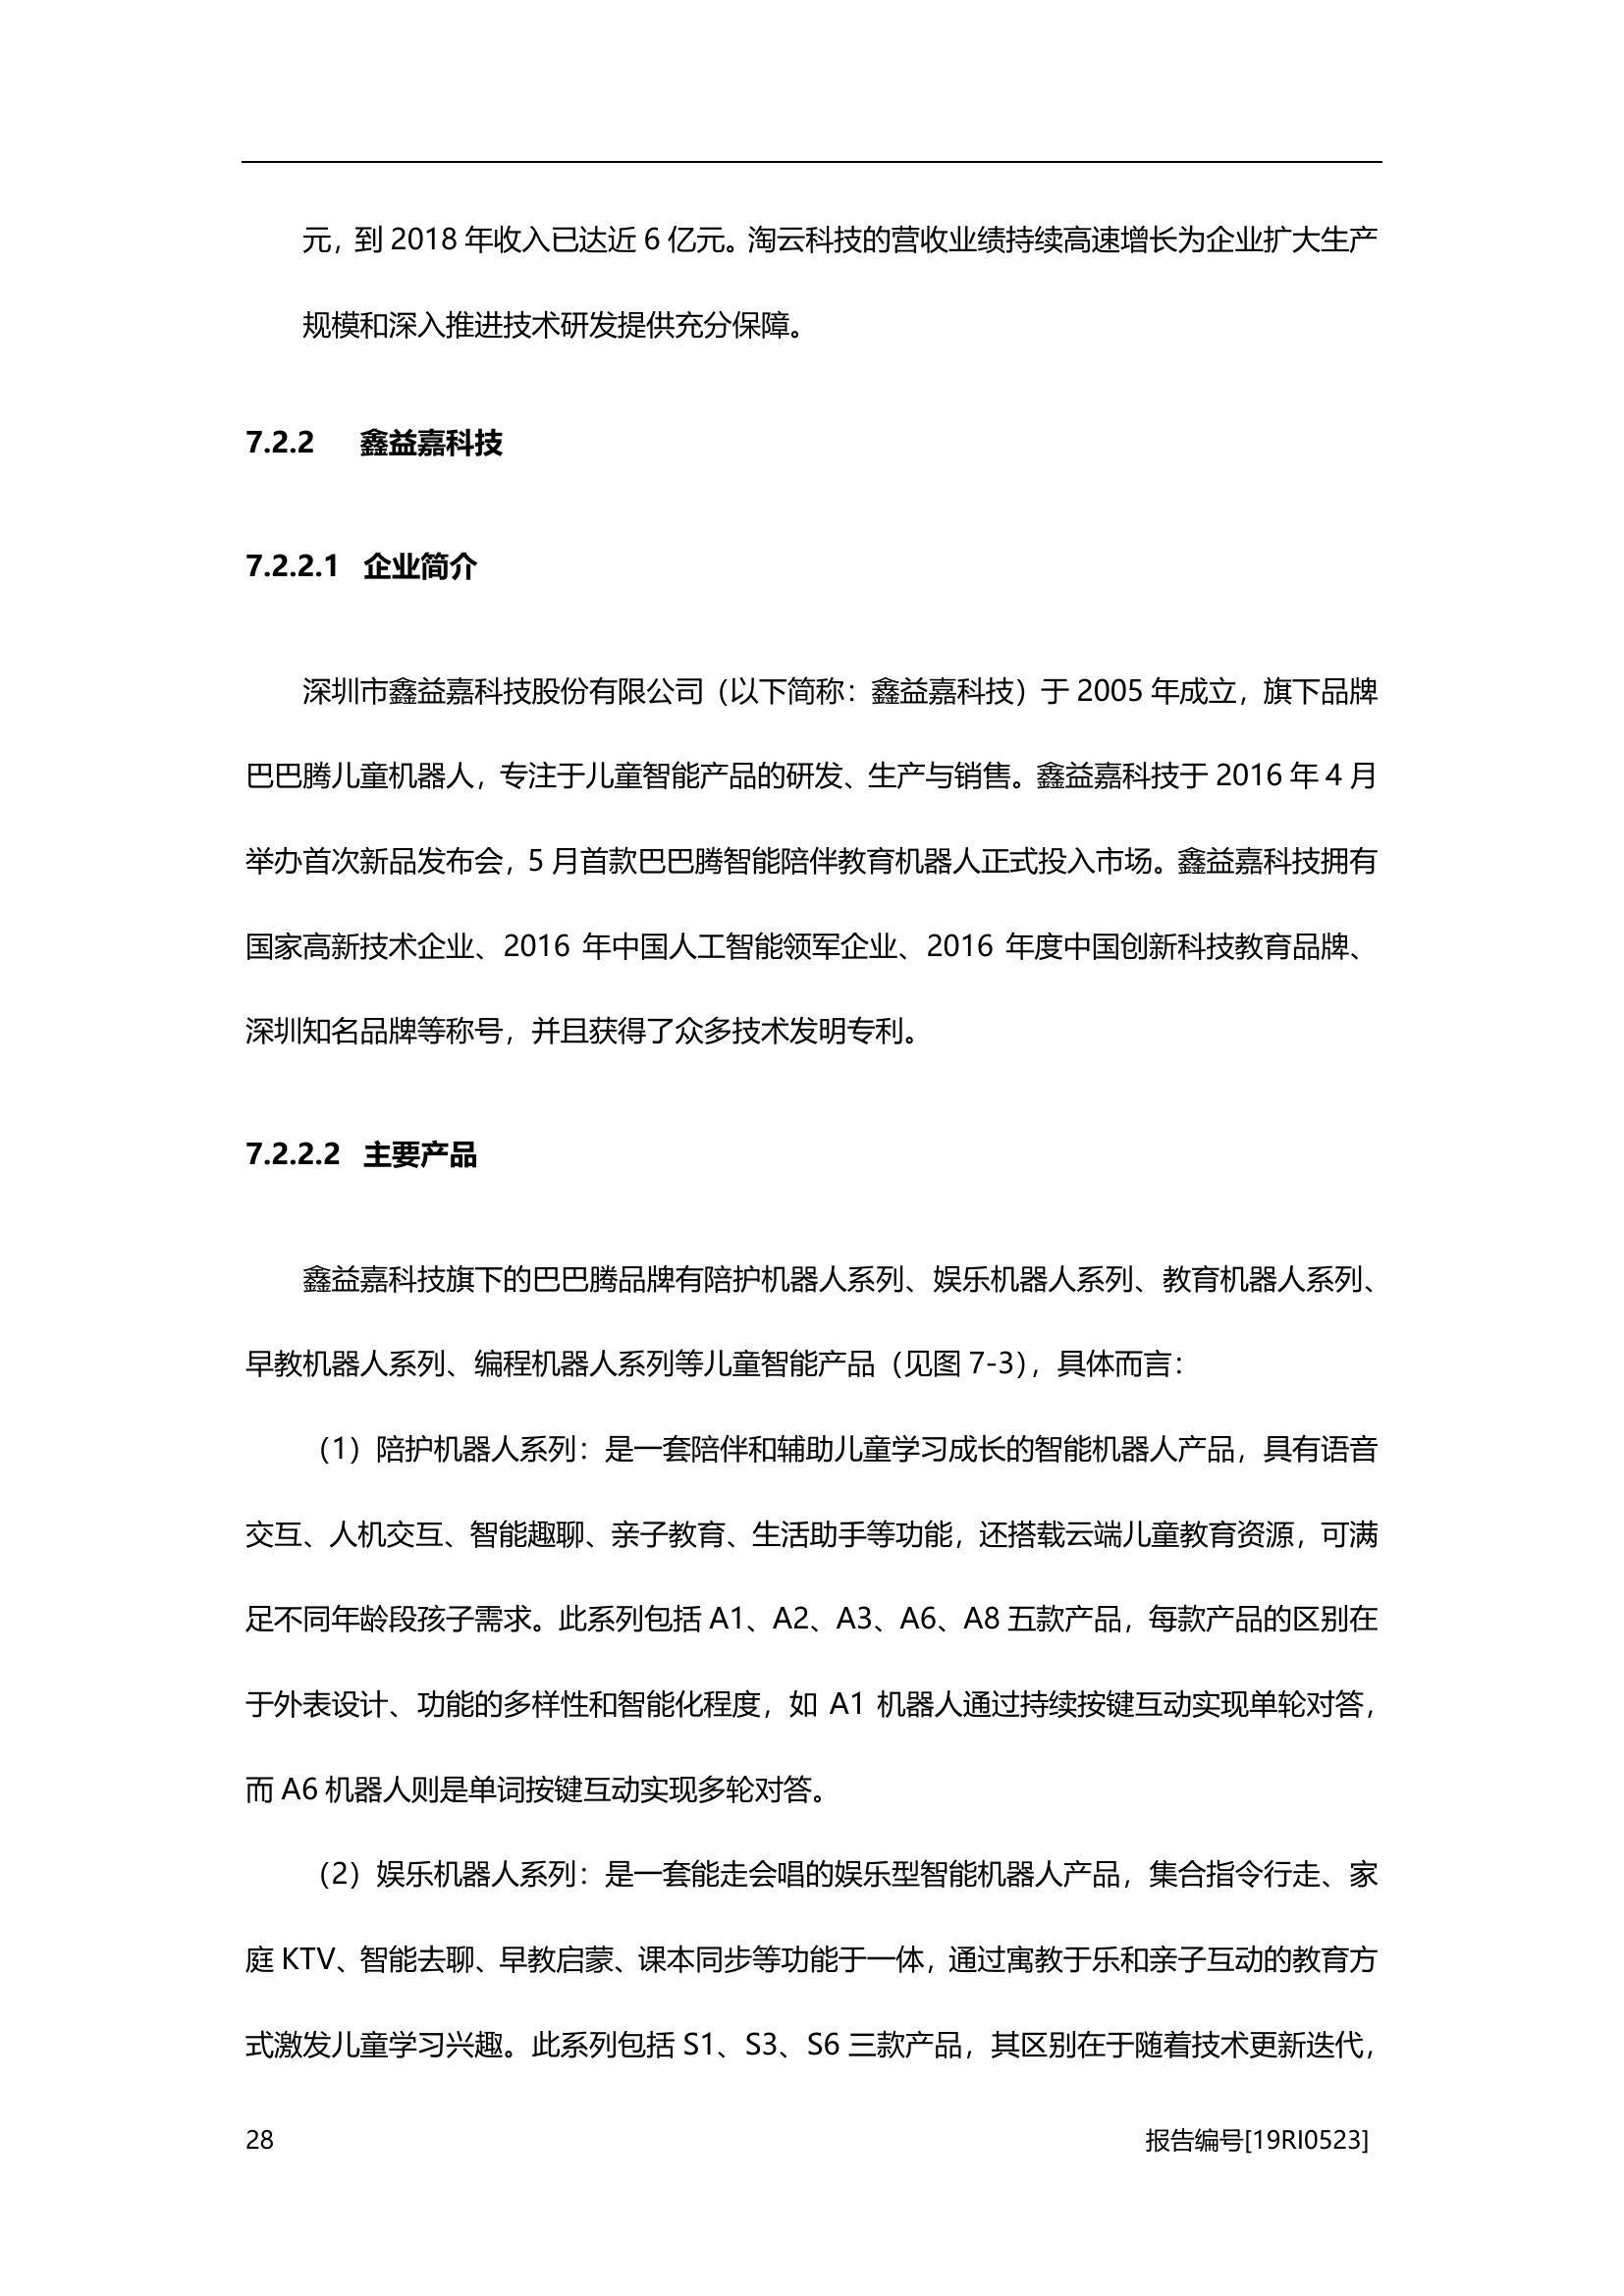 元，到 2018 年收入已达近 6 亿元。淘云科技的营收业绩持续高速增长为企业扩大生产
规模和深入推进技术研发提供充分保障。
7.2.2 鑫益嘉科技
7.2.2.1 企业简介
深圳市鑫益嘉科技股份有限公司（以下简称：鑫益嘉科技）于 2005 年成立，旗下品牌
巴巴腾儿童机器人，专注于儿童智能产品的研发、生产与销售。鑫益嘉科技于 2016 年 4 月
举办首次新品发布会，5 月首款巴巴腾智能陪伴教育机器人正式投入市场。鑫益嘉科技拥有
国家高新技术企业、2016 年中国人工智能领军企业、2016 年度中国创新科技教育品牌、
深圳知名品牌等称号，并且获得了众多技术发明专利。
7.2.2.2 主要产品
鑫益嘉科技旗下的巴巴腾品牌有陪护机器人系列、娱乐机器人系列、教育机器人系列、
早教机器人系列、编程机器人系列等儿童智能产品（见图 7-3），具体而言：
（1）陪护机器人系列：是一套陪伴和辅助儿童学习成长的智能机器人产品，具有语音
交互、人机交互、智能趣聊、亲子教育、生活助手等功能，还搭载云端儿童教育资源，可满
足不同年龄段孩子需求。此系列包括 A1、A2、A3、A6、A8 五款产品，每款产品的区别在
于外表设计、功能的多样性和智能化程度，如 A1 机器人通过持续按键互动实现单轮对答，
而 A6 机器人则是单词按键互动实现多轮对答。
（2）娱乐机器人系列：是一套能走会唱的娱乐型智能机器人产品，集合指令行走、家
庭 KTV、智能去聊、早教启蒙、课本同步等功能于一体，通过寓教于乐和亲子互动的教育方
式激发儿童学习兴趣。此系列包括 S1、S3、S6 三款产品，其区别在于随着技术更新迭代，
28 报告编号[19RI0523]